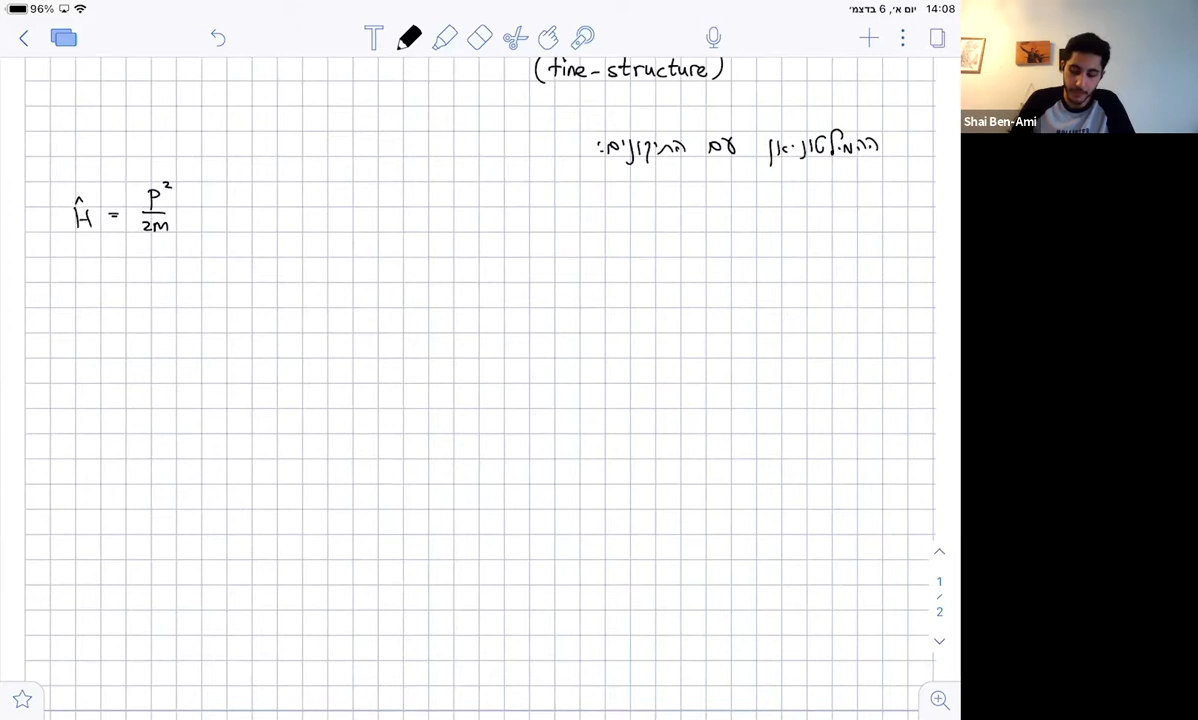 96%
14:08 יום א׳, 6 בדצמ׳
Shai Ben-Ami
(fine-structure)
ההמילטוניאן עם התיקונים:
Ĥ = P²/2m
1
2